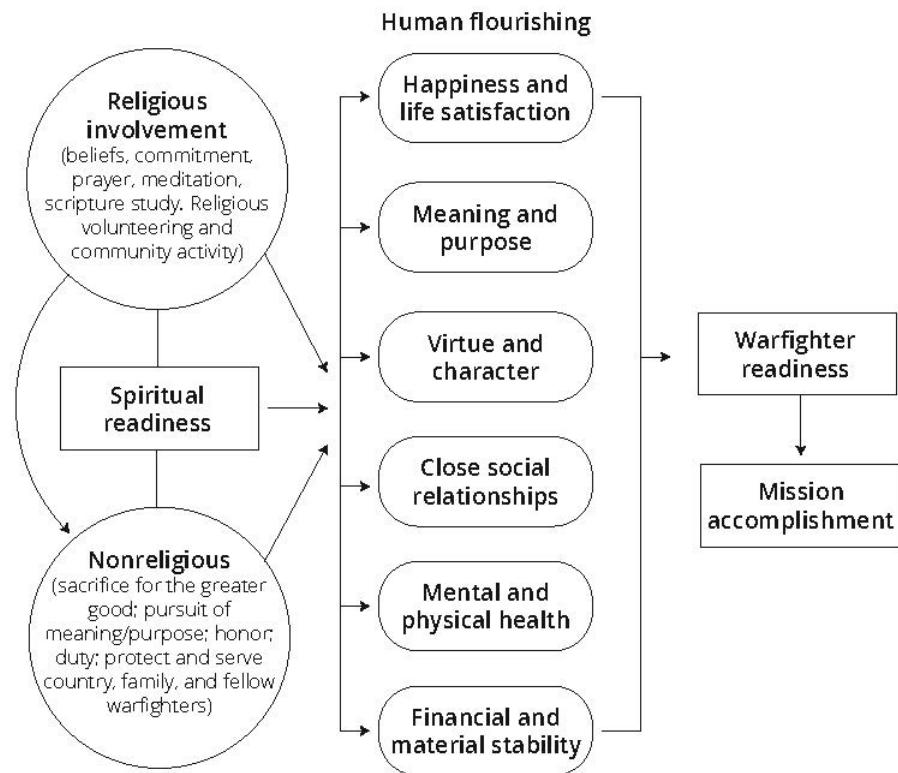 Human flourishing
Religious
involvement
(beliefs, commitment,
prayer, meditation,
scripture study. Religious
volunteering and
community activity)
Spiritual
readiness
Nonreligious
(sacrifice for the greater
good; pursuit of
meaning/purpose; honor;
duty; protect and serve
country, family, and fellow
warfighters)
Happiness and
life satisfaction
Meaning and
purpose
Virtue and
character
Close social
relationships
Mental and
physical health
Financial and
material stability
Warfighter
readiness
Mission
accomplishment